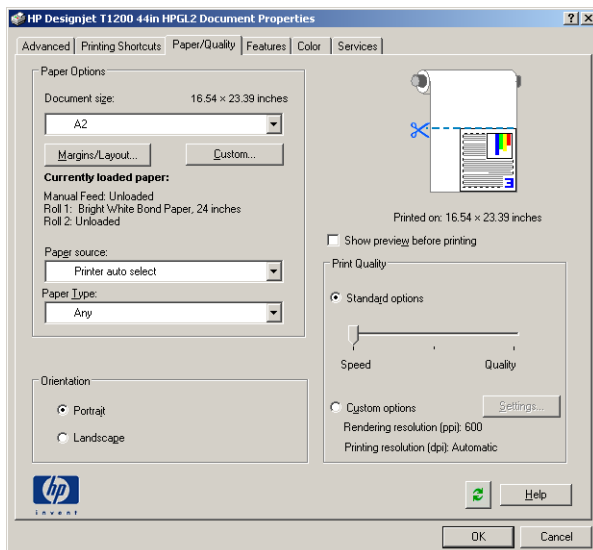 HP Designjet T1200 44in HPGL2 Document Properties
Advanced Printing Shortcuts Paper/Quality Features Color Services
Paper Options
Document size: 16.54 × 23.39 inches
A2
Margins/Layout... Custom...
Currently loaded paper:
Manual Feed: Unloaded
Roll 1: Bright White Bond Paper, 24 inches
Roll 2: Unloaded
Paper source:
Printer auto select
Paper Type:
Any
Orientation
Portrait
Landscape
3
Printed on: 16.54 × 23.39 inches
Show preview before printing
Print Quality
Standard options
Speed Quality
Custom options Settings...
Rendering resolution (ppi): 600
Printing resolution (dpi): Automatic
hp
invent
Help
OK Cancel